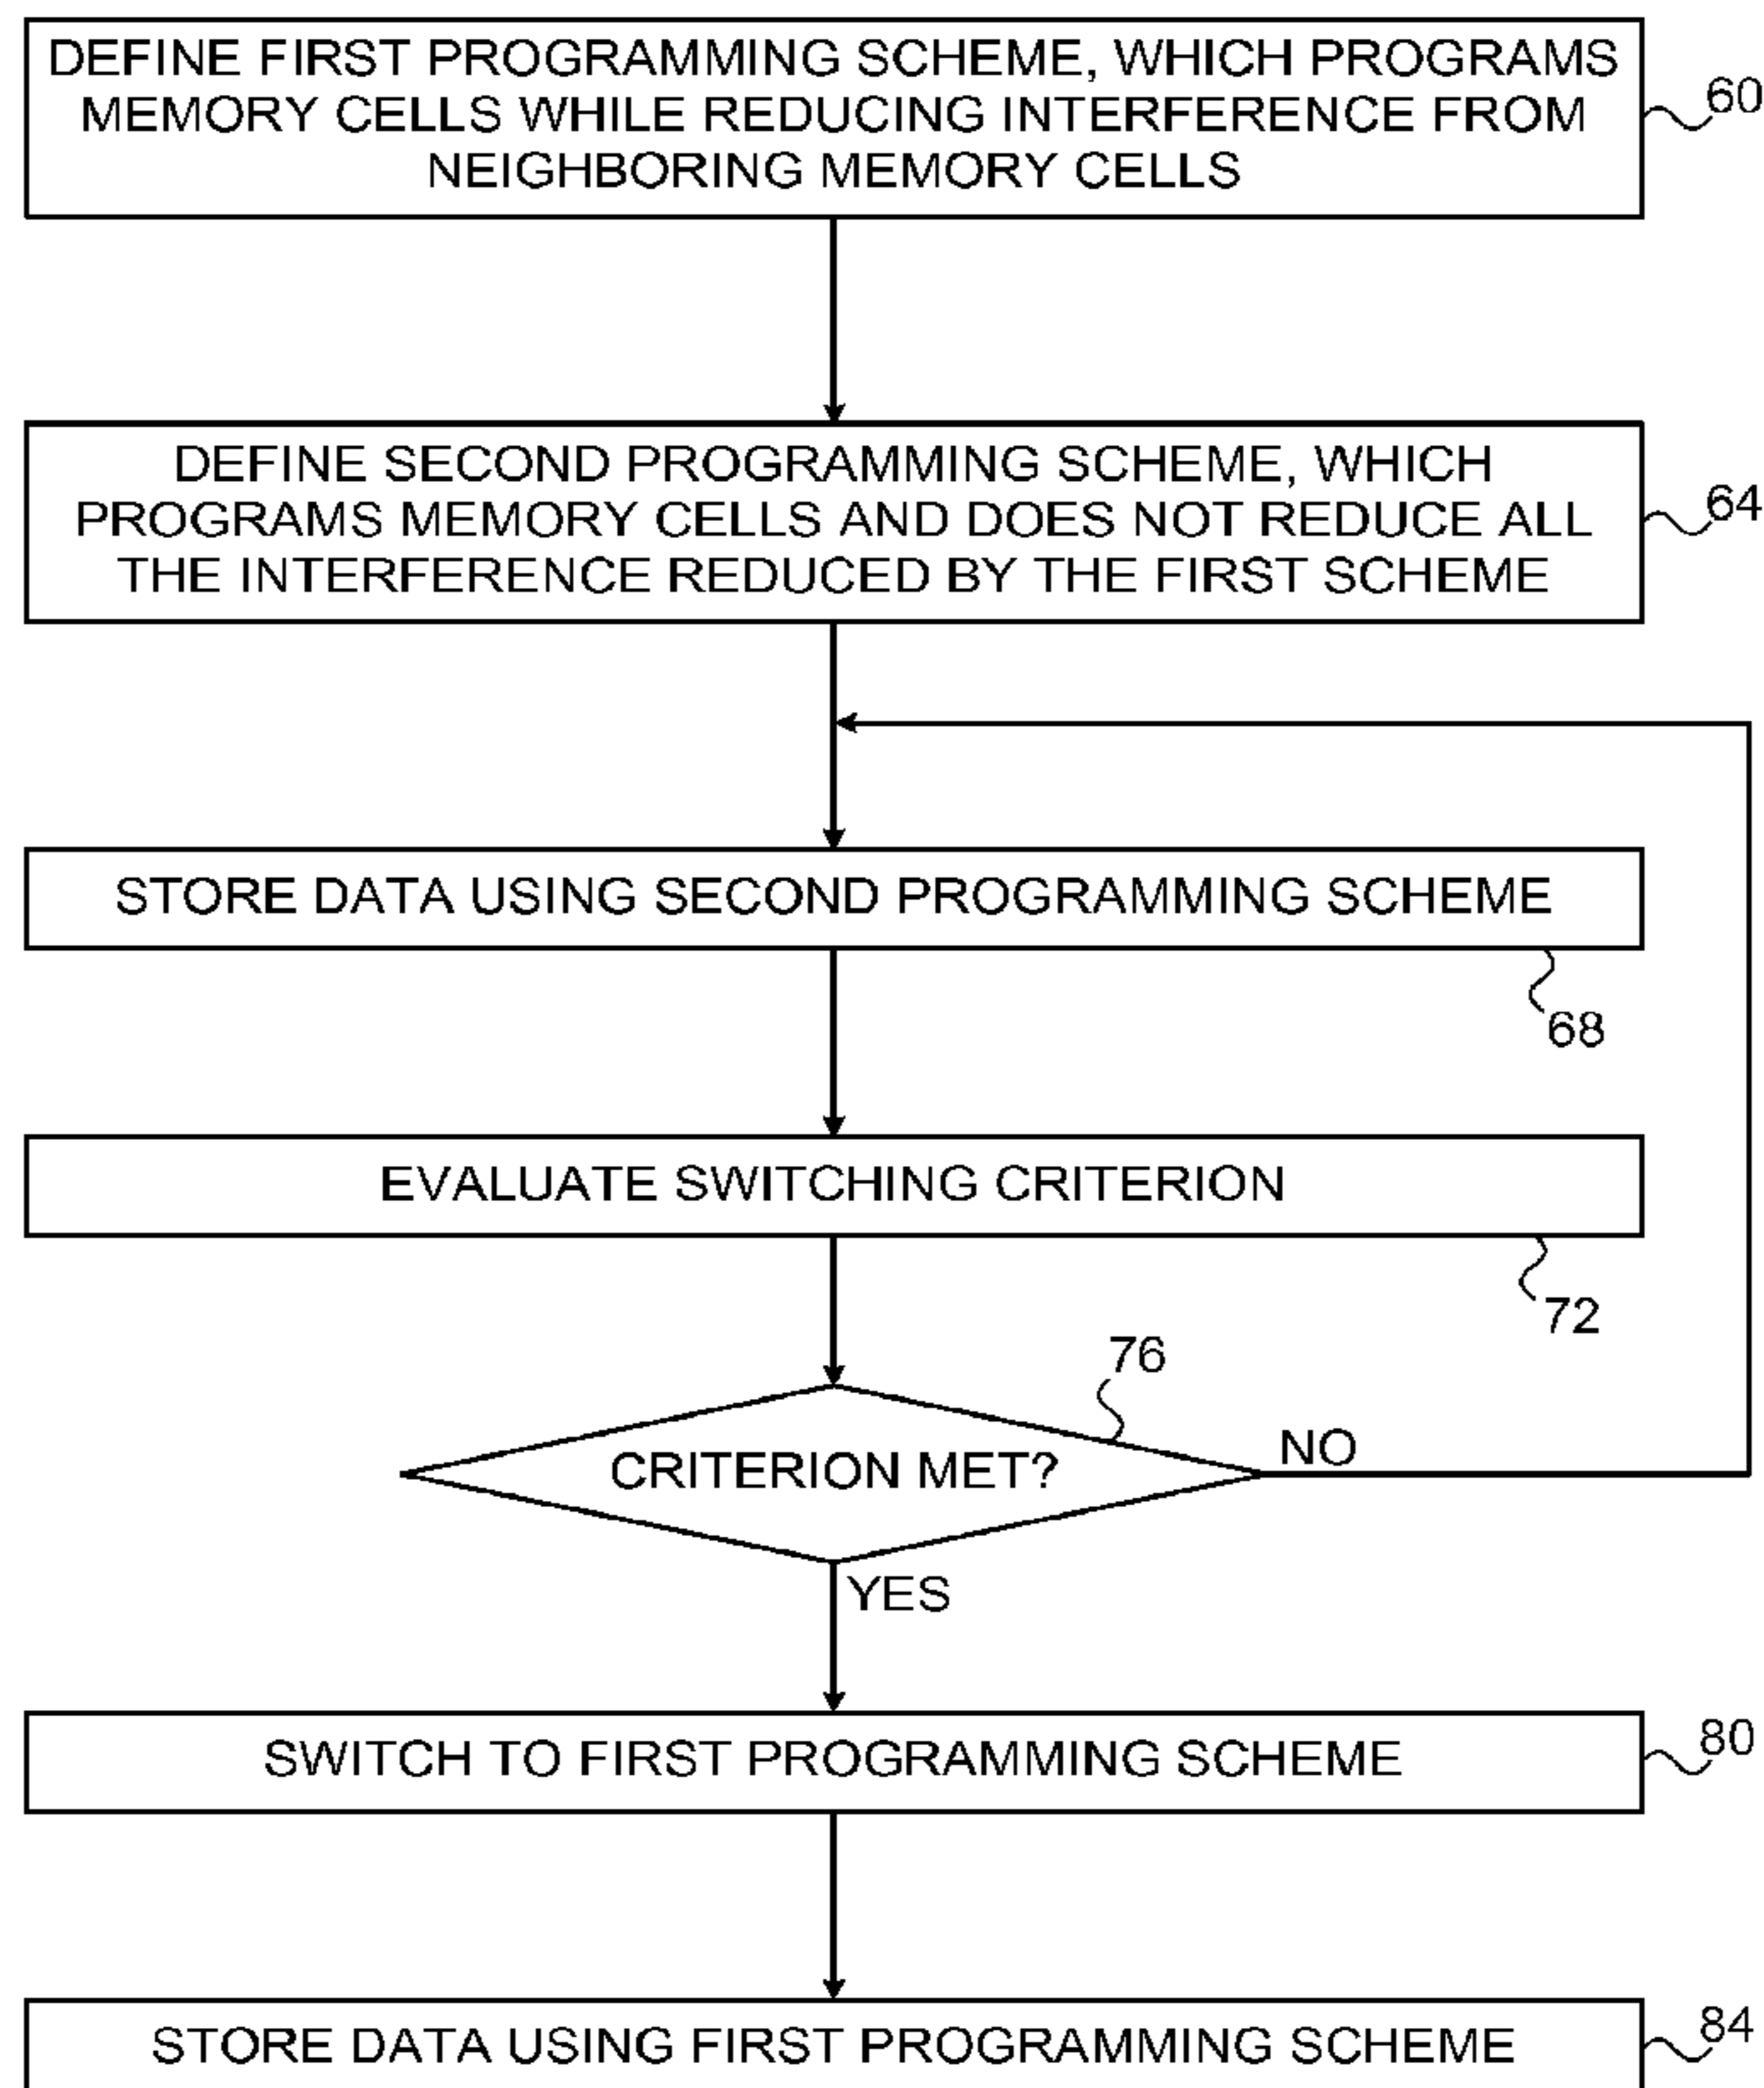 DEFINE FIRST PROGRAMMING SCHEME, WHICH PROGRAMS
MEMORY CELLS WHILE REDUCING INTERFERENCE FROM
NEIGHBORING MEMORY CELLS
60
DEFINE SECOND PROGRAMMING SCHEME, WHICH
PROGRAMS MEMORY CELLS AND DOES NOT REDUCE ALL
THE INTERFERENCE REDUCED BY THE FIRST SCHEME
64
STORE DATA USING SECOND PROGRAMMING SCHEME
68
EVALUATE SWITCHING CRITERION
72
76
CRITERION MET?
NO
YES
SWITCH TO FIRST PROGRAMMING SCHEME
80
STORE DATA USING FIRST PROGRAMMING SCHEME
84